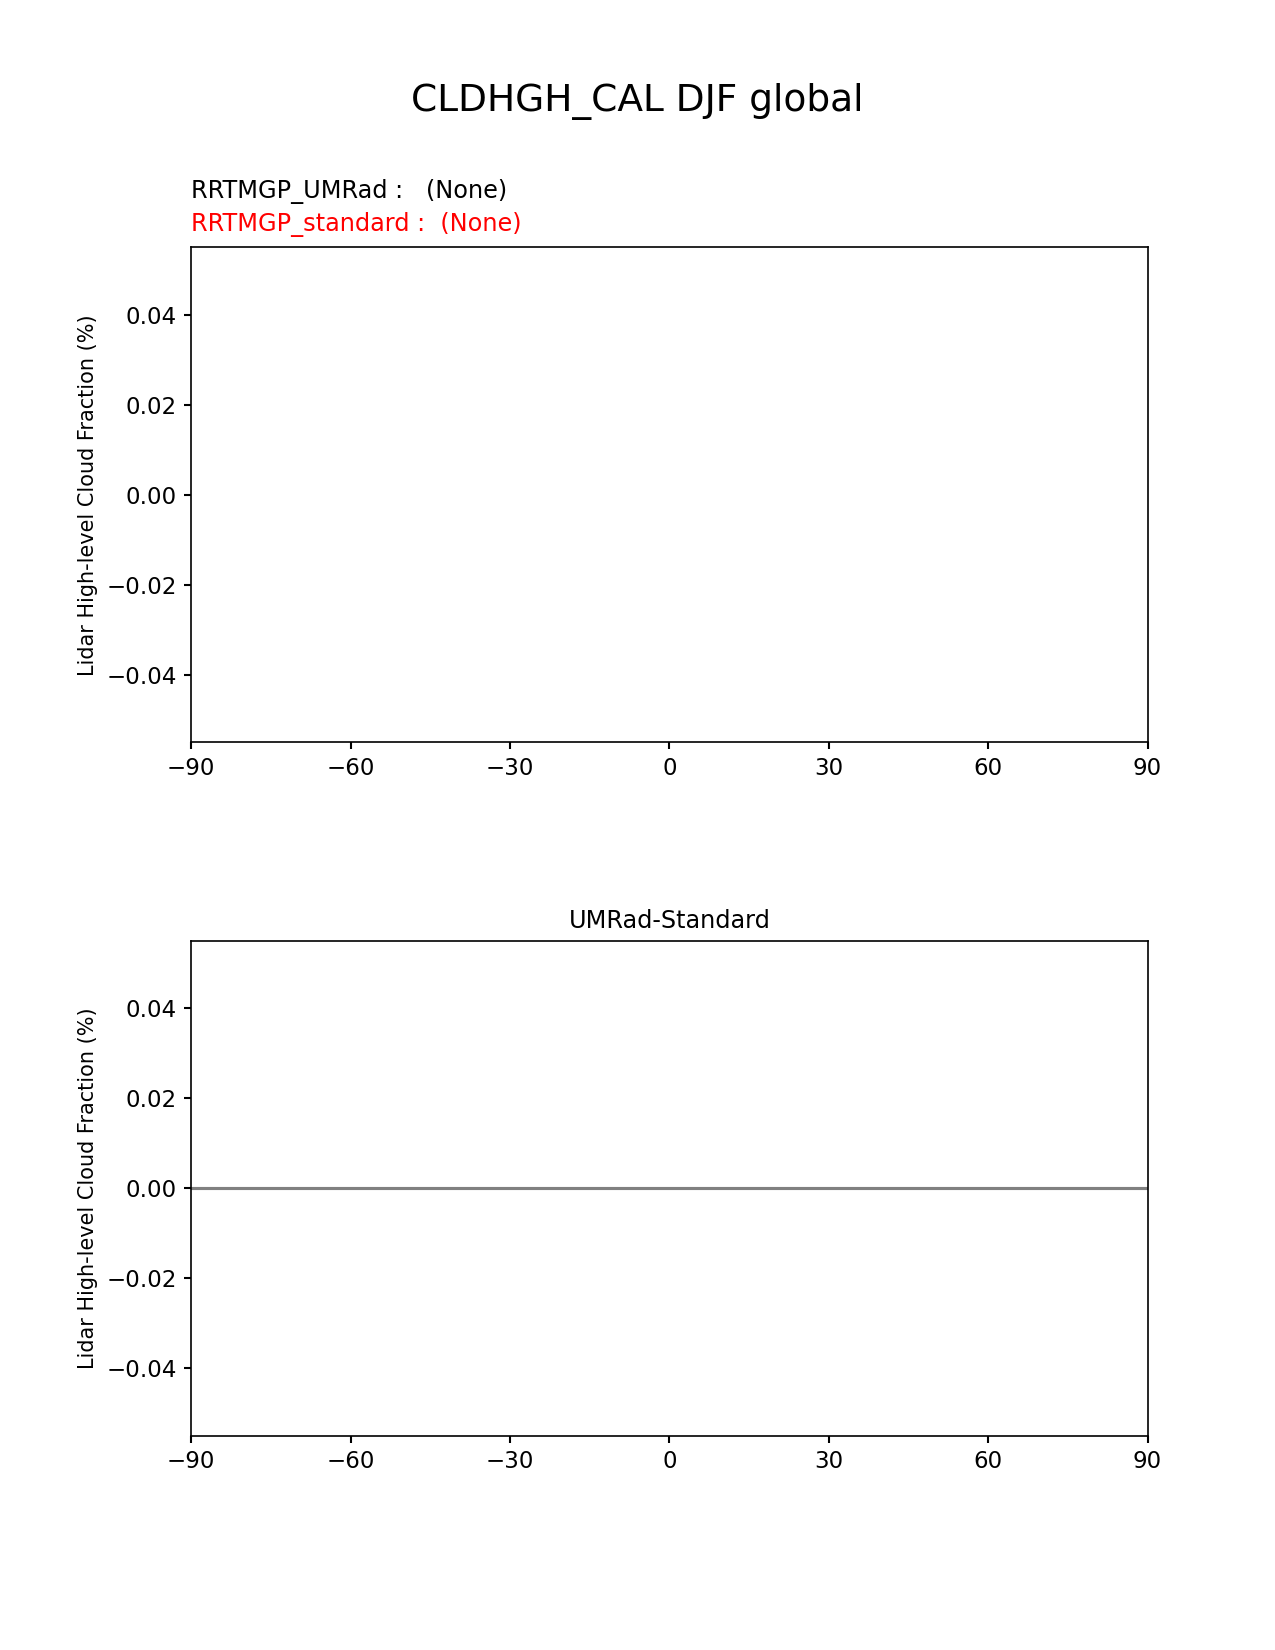 CLDHGH_CAL DJF global
RRTMGP_UMRad :   (None)
RRTMGP_standard :  (None)
Lidar High-level Cloud Fraction (%)
0.04
0.02
0.00
−0.02
−0.04
−90 −60 −30 0 30 60 90
UMRad-Standard
Lidar High-level Cloud Fraction (%)
0.04
0.02
0.00
−0.02
−0.04
−90 −60 −30 0 30 60 90